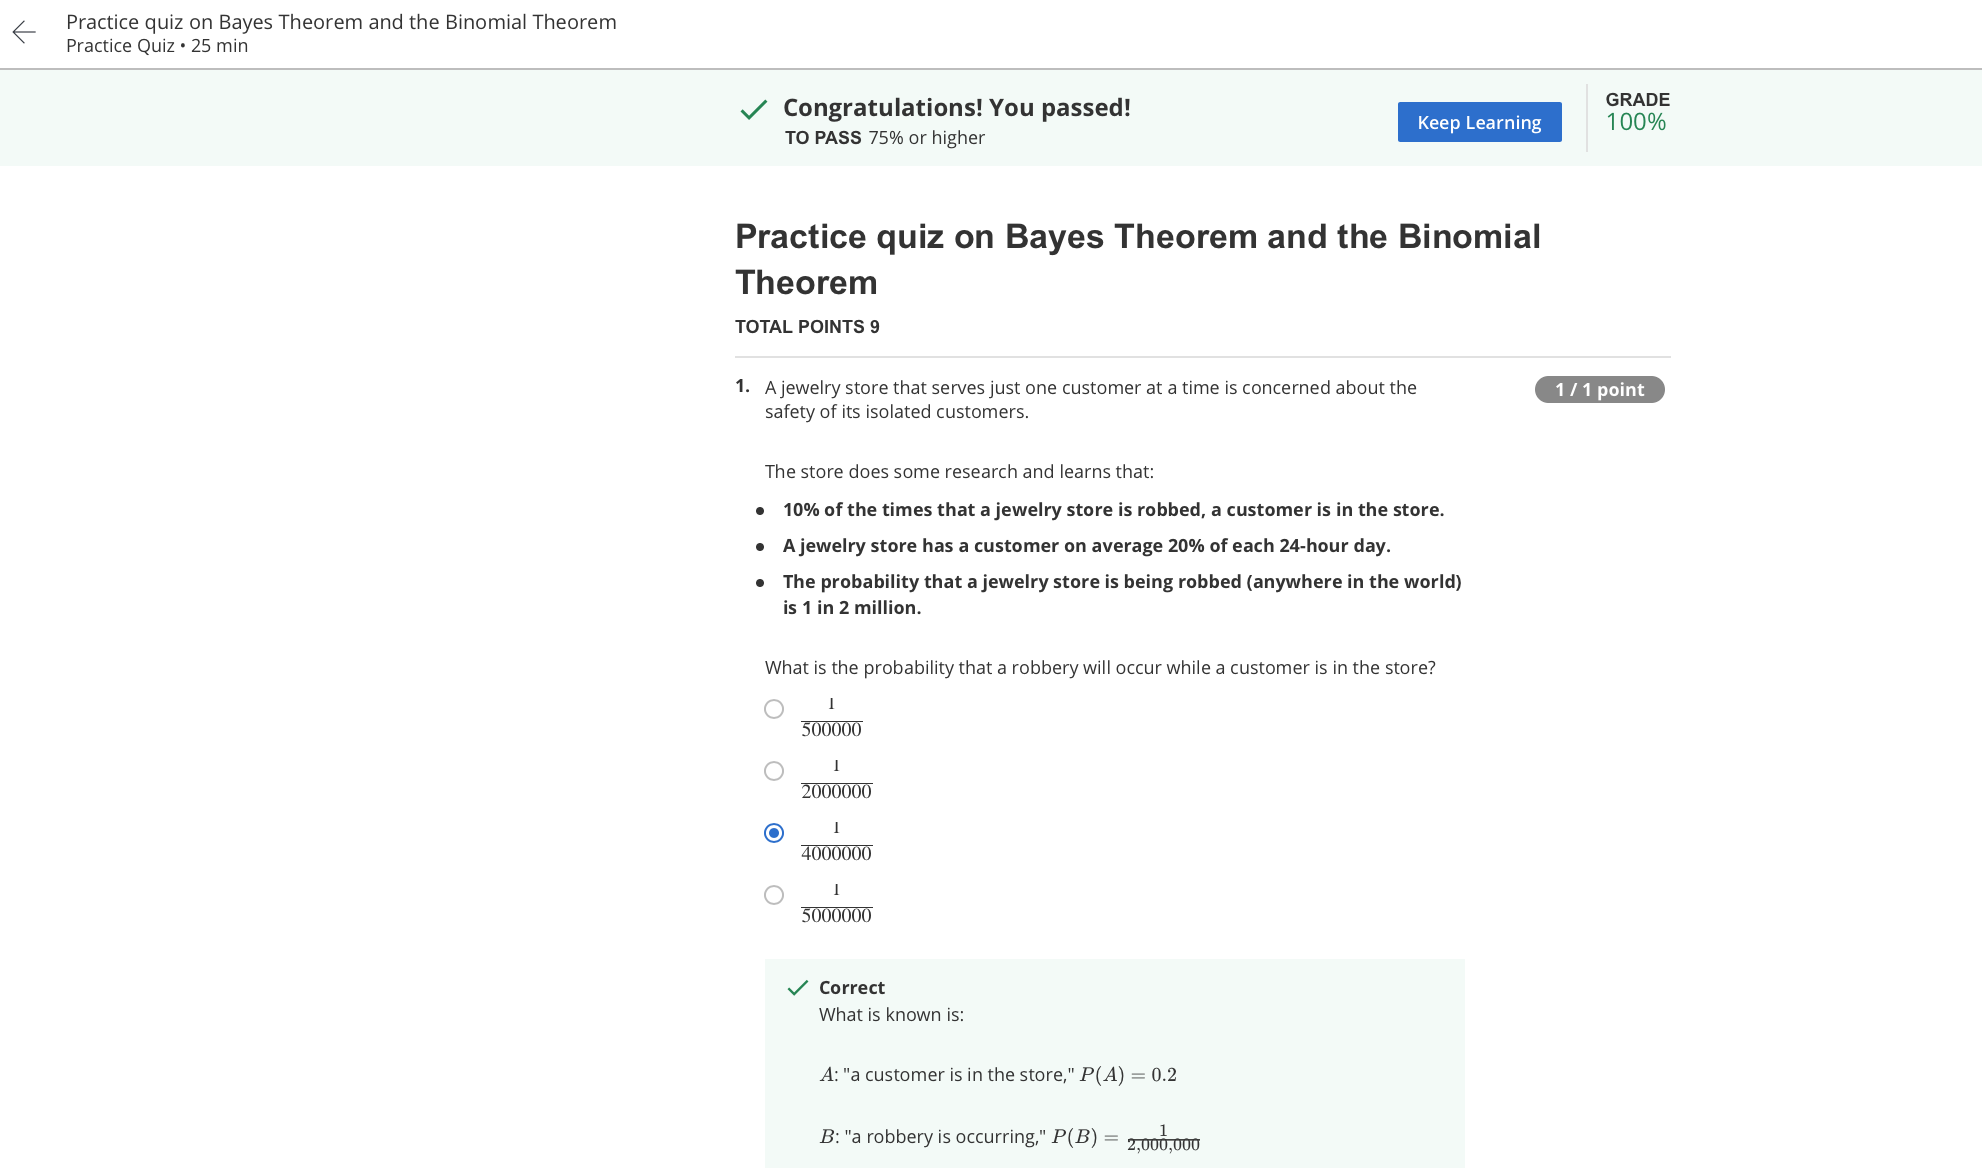 Practice quiz on Bayes Theorem and the Binomial Theorem
Practice Quiz • 25 min
Congratulations! You passed!
TO PASS 75% or higher
Keep Learning
GRADE
100%
Practice quiz on Bayes Theorem and the Binomial
Theorem
TOTAL POINTS 9
1. A jewelry store that serves just one customer at a time is concerned about the
safety of its isolated customers.
1 / 1 point
The store does some research and learns that:
• 10% of the times that a jewelry store is robbed, a customer is in the store.
• A jewelry store has a customer on average 20% of each 24-hour day.
• The probability that a jewelry store is being robbed (anywhere in the world)
is 1 in 2 million.
What is the probability that a robbery will occur while a customer is in the store?
1
500000
1
2000000
1
4000000
1
5000000
Correct
What is known is:
A: "a customer is in the store," P(A) = 0.2
B: "a robbery is occurring," P(B) = 1/2,000,000